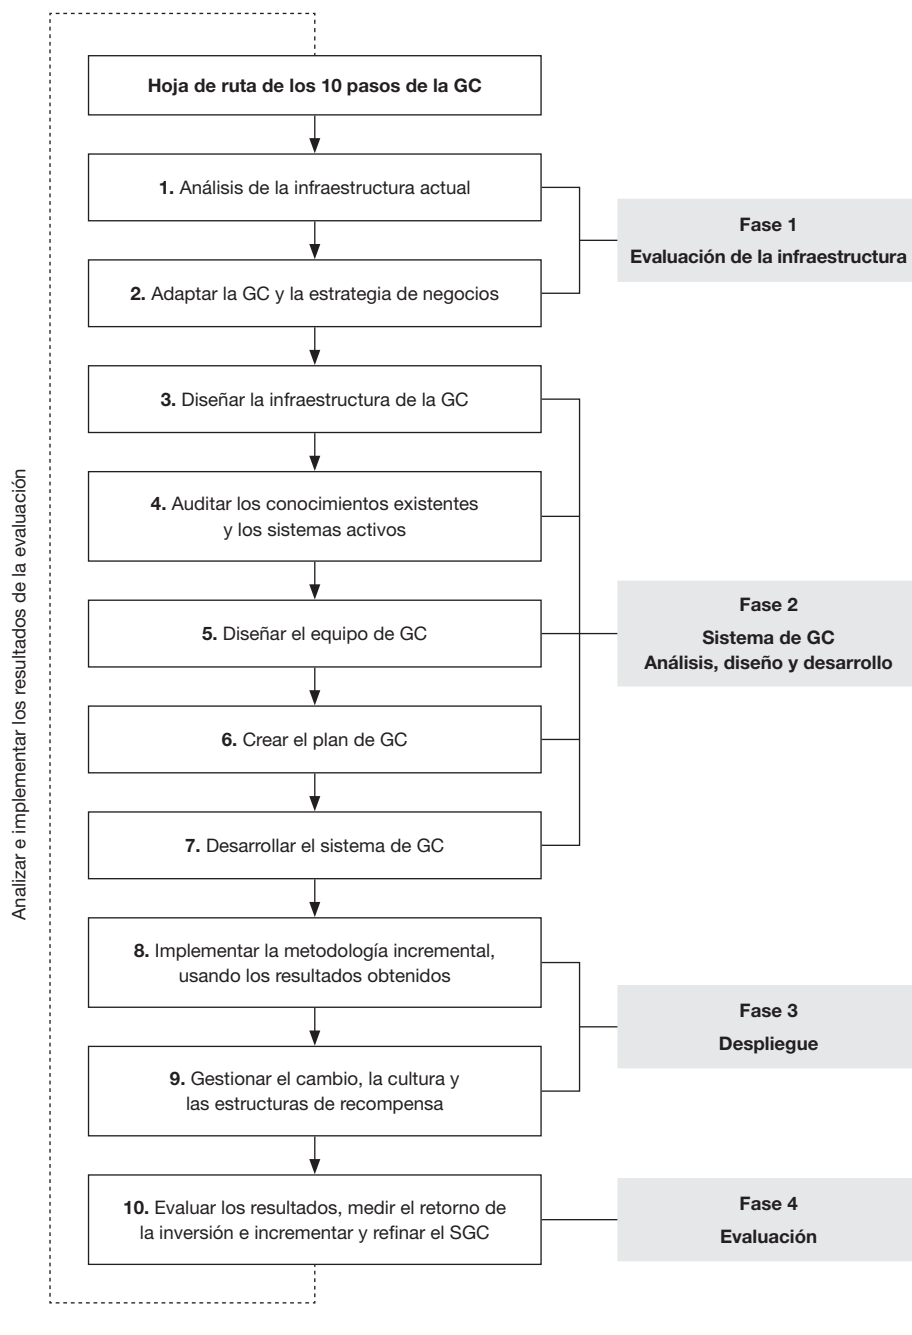 Hoja de ruta de los 10 pasos de la GC
1. Análisis de la infraestructura actual
2. Adaptar la GC y la estrategia de negocios
Fase 1
Evaluación de la infraestructura
3. Diseñar la infraestructura de la GC
4. Auditar los conocimientos existentes
y los sistemas activos
5. Diseñar el equipo de GC
6. Crear el plan de GC
7. Desarrollar el sistema de GC
Fase 2
Sistema de GC
Análisis, diseño y desarrollo
8. Implementar la metodología incremental,
usando los resultados obtenidos
9. Gestionar el cambio, la cultura y
las estructuras de recompensa
Fase 3
Despliegue
10. Evaluar los resultados, medir el retorno de
la inversión e incrementar y refinar el SGC
Fase 4
Evaluación
Analizar e implementar los resultados de la evaluación